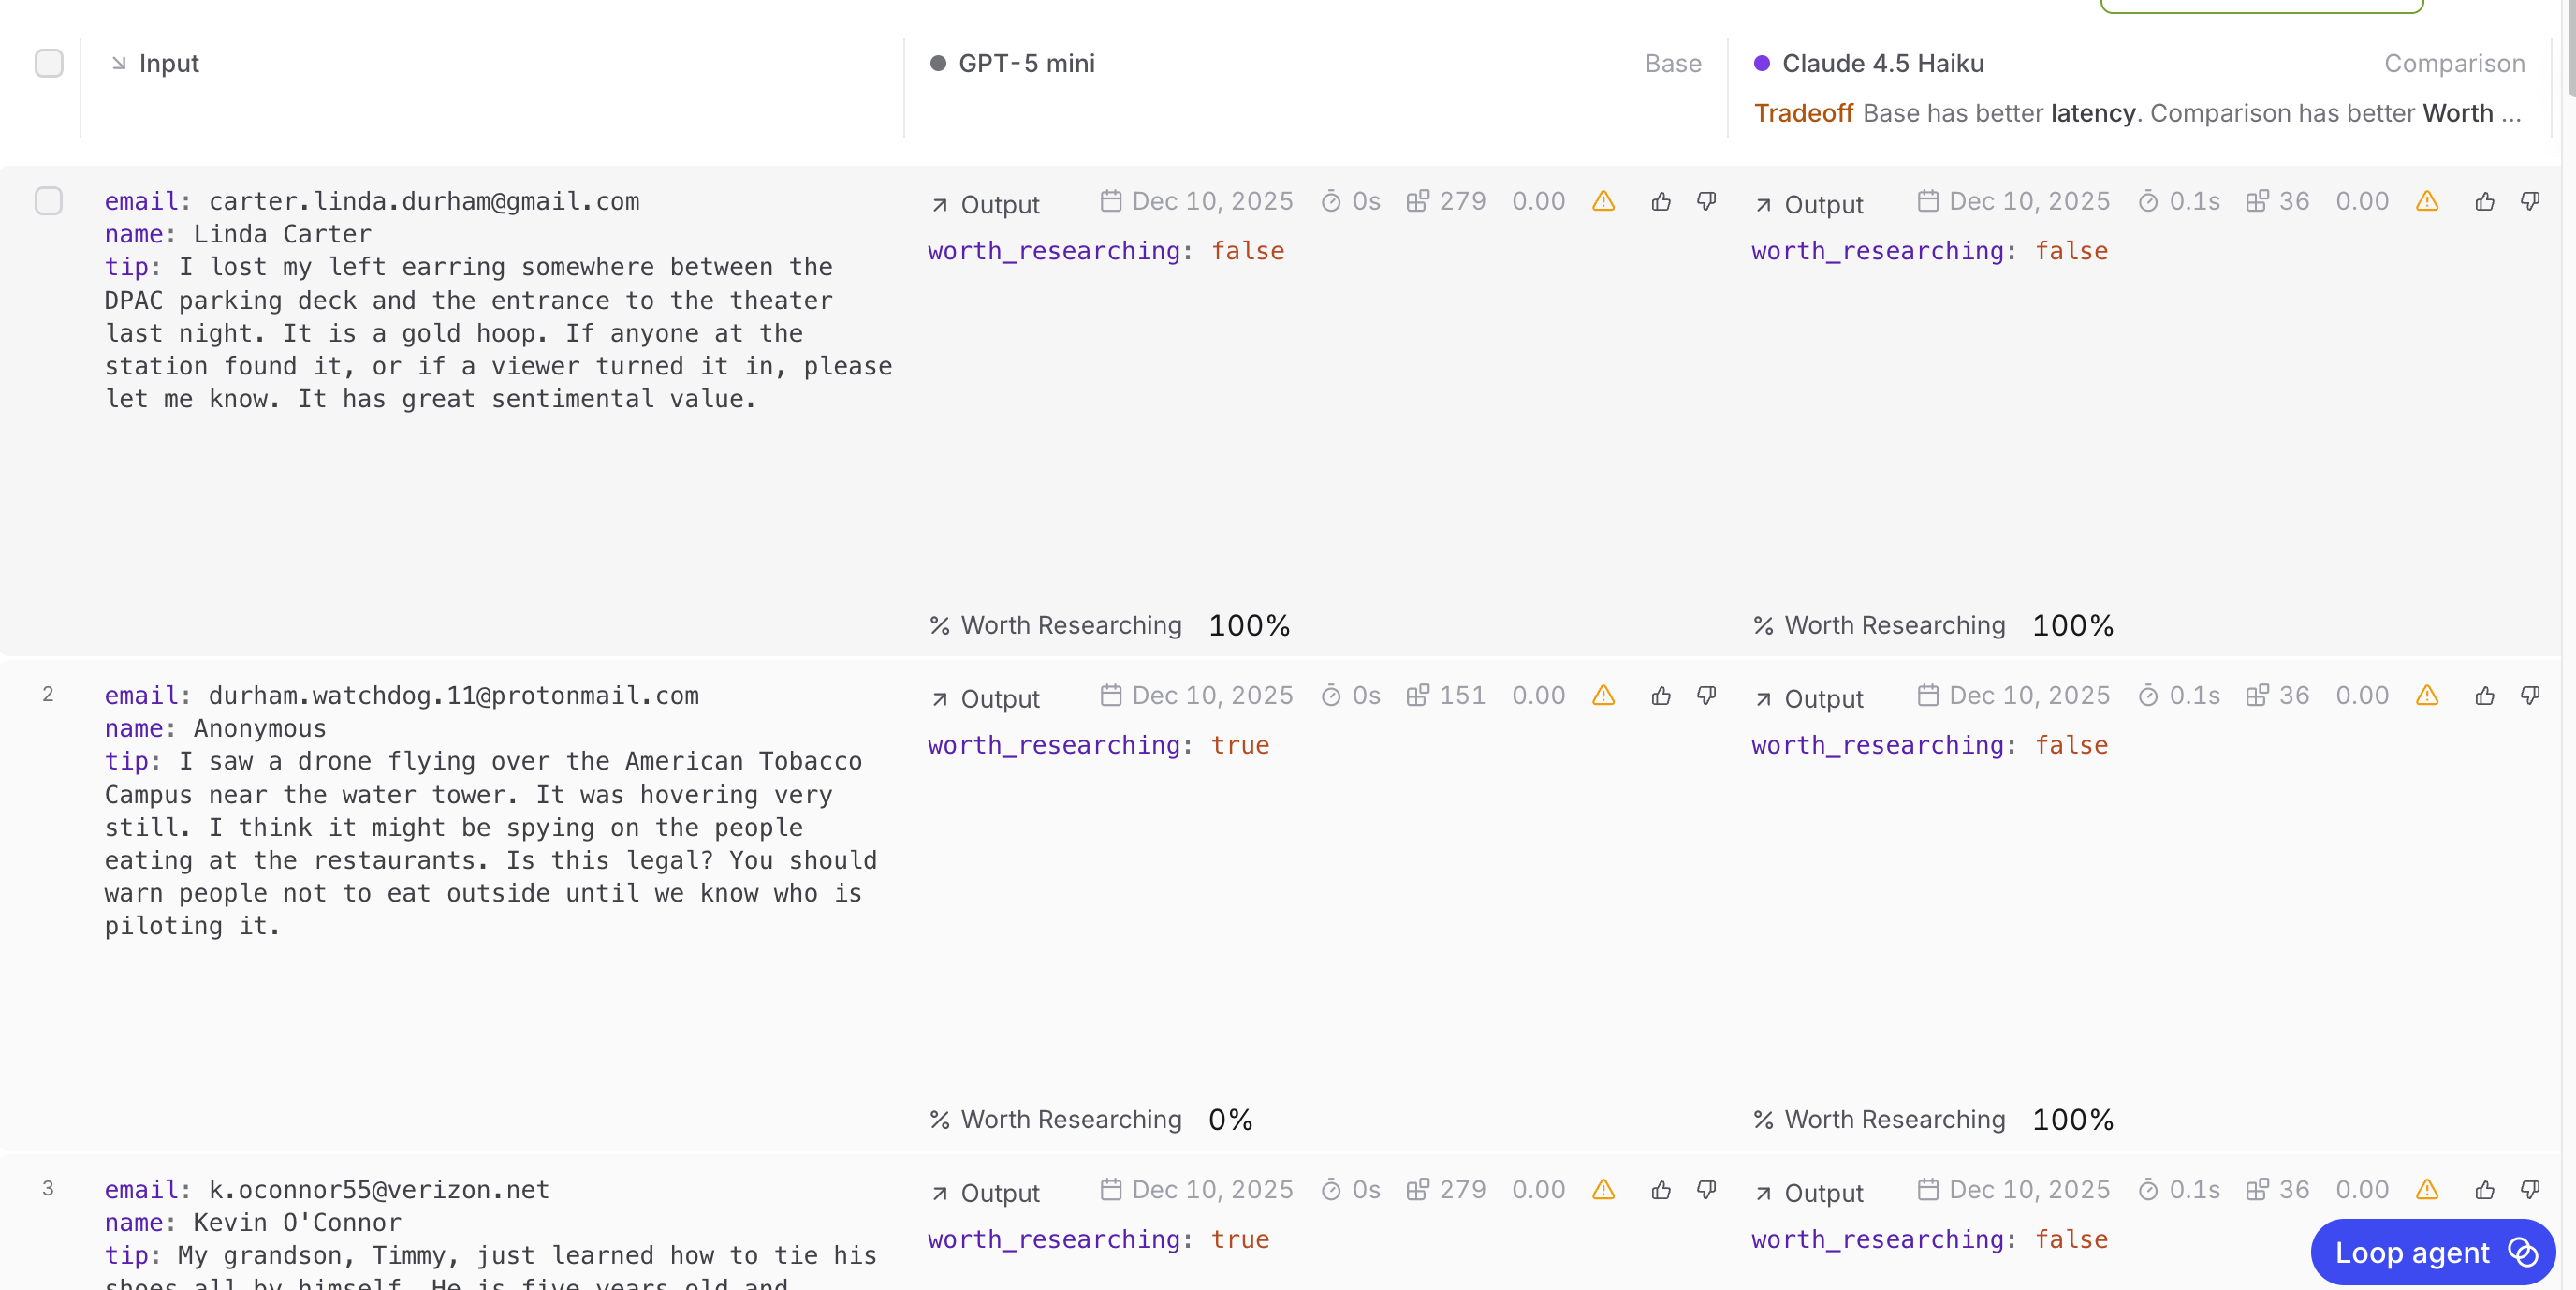 Input
GPT-5 mini
Base
Claude 4.5 Haiku
Comparison
Tradeoff Base has better latency. Comparison has better Worth ...
email: carter.linda.durham@gmail.com
name: Linda Carter
tip: I lost my left earring somewhere between the
DPAC parking deck and the entrance to the theater
last night. It is a gold hoop. If anyone at the
station found it, or if a viewer turned it in, please
let me know. It has great sentimental value.
Output Dec 10, 2025 0s 279 0.00
worth_researching: false
% Worth Researching 100%
Output Dec 10, 2025 0.1s 36 0.00
worth_researching: false
% Worth Researching 100%
2
email: durham.watchdog.11@protonmail.com
name: Anonymous
tip: I saw a drone flying over the American Tobacco
Campus near the water tower. It was hovering very
still. I think it might be spying on the people
eating at the restaurants. Is this legal? You should
warn people not to eat outside until we know who is
piloting it.
Output Dec 10, 2025 0s 151 0.00
worth_researching: true
% Worth Researching 0%
Output Dec 10, 2025 0.1s 36 0.00
worth_researching: false
% Worth Researching 100%
3
email: k.oconnor55@verizon.net
name: Kevin O'Connor
tip: My grandson, Timmy, just learned how to tie his
shoes all by himself. He is five years old and
Output Dec 10, 2025 0s 279 0.00
worth_researching: true
Output Dec 10, 2025 0.1s 36 0.00
worth_researching: false
Loop agent